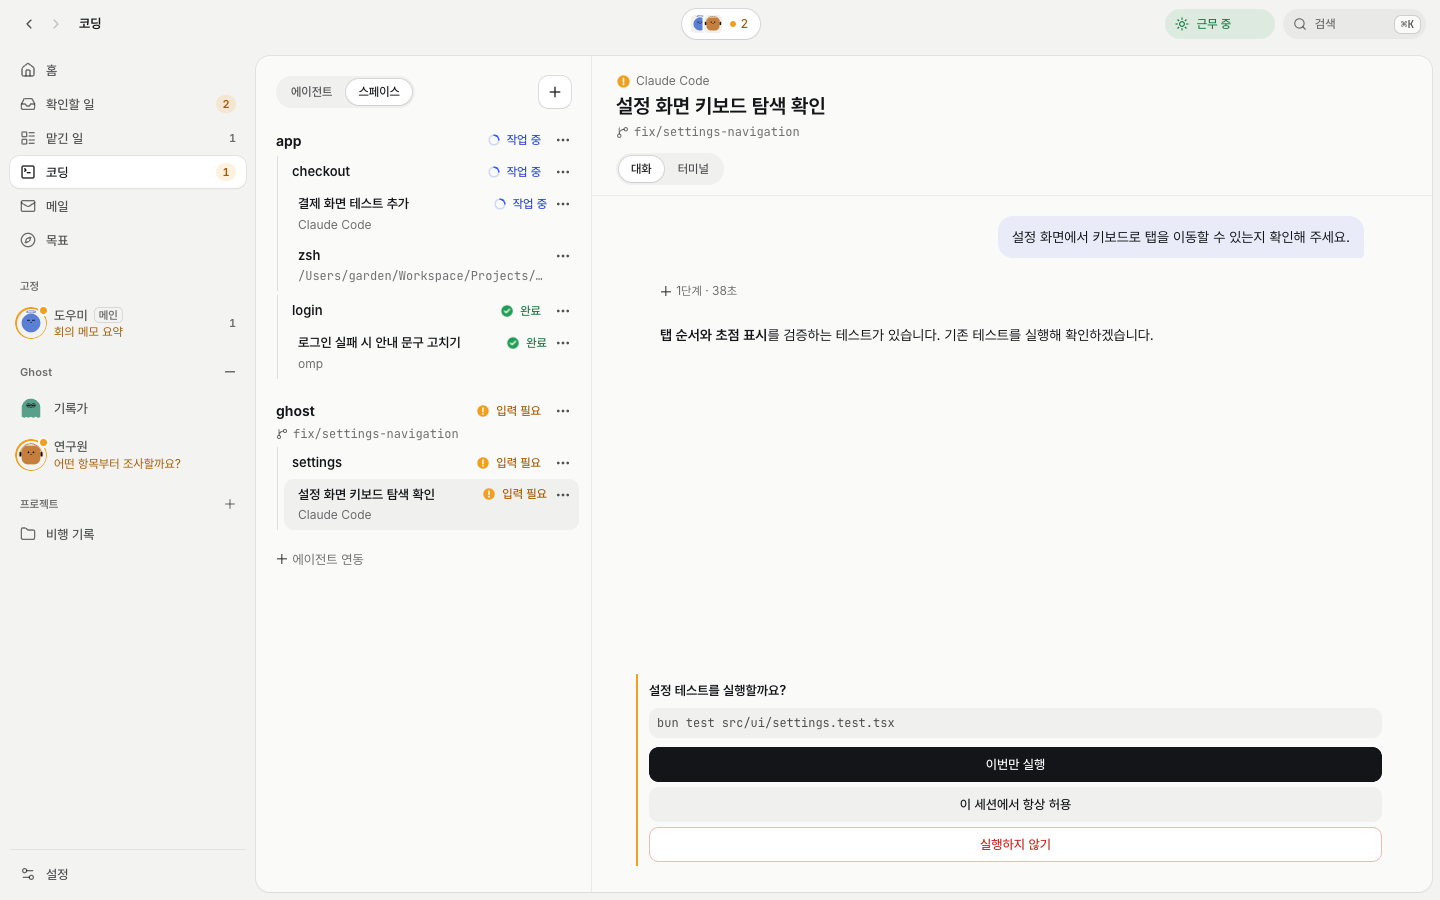 코딩
2
근무 중
검색
⌘K
홈
확인할 일
2
맡긴 일
1
코딩
1
메일
목표
고정
도우미
메인
회의 메모 요약
1
Ghost
기록가
연구원
어떤 항목부터 조사할까요?
프로젝트
비행 기록
설정
에이전트
스페이스
app
작업 중
checkout
작업 중
결제 화면 테스트 추가
작업 중
Claude Code
zsh
/Users/garden/Workspace/Projects/…
login
완료
로그인 실패 시 안내 문구 고치기
완료
omp
ghost
입력 필요
fix/settings-navigation
settings
입력 필요
설정 화면 키보드 탐색 확인
입력 필요
Claude Code
에이전트 연동
Claude Code
설정 화면 키보드 탐색 확인
fix/settings-navigation
대화
터미널
설정 화면에서 키보드로 탭을 이동할 수 있는지 확인해 주세요.
1단계 · 38초
탭 순서와 초점 표시를 검증하는 테스트가 있습니다. 기존 테스트를 실행해 확인하겠습니다.
설정 테스트를 실행할까요?
bun test src/ui/settings.test.tsx
이번만 실행
이 세션에서 항상 허용
실행하지 않기